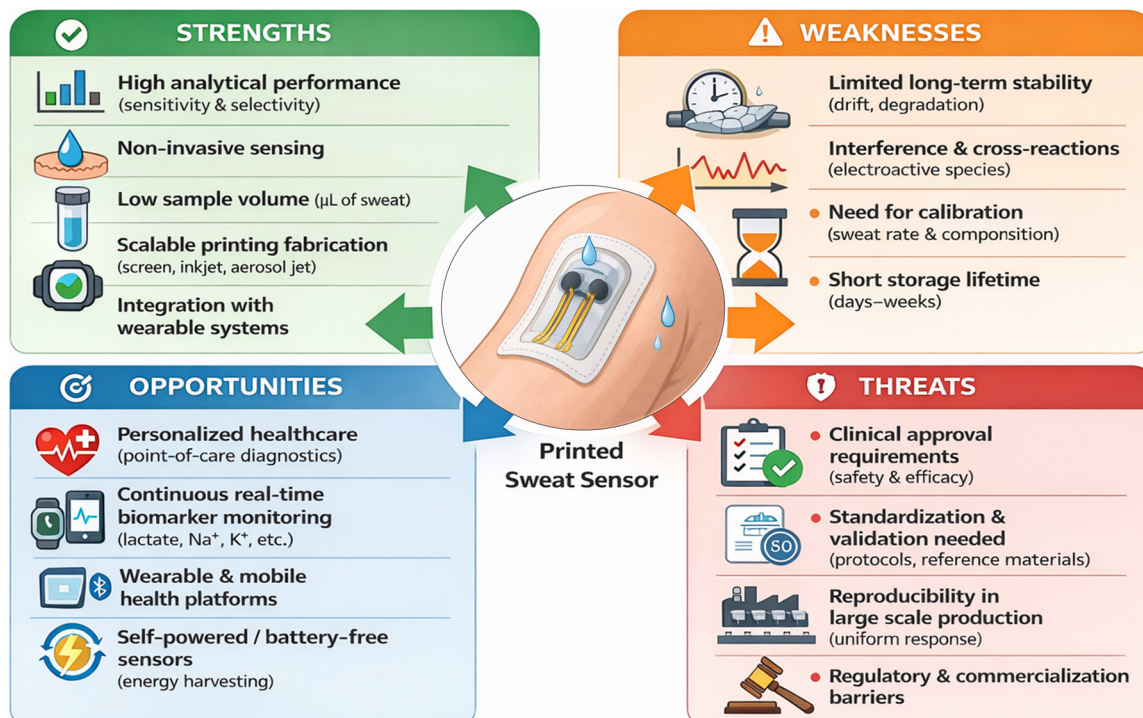 STRENGTHS
High analytical performance
(sensitivity & selectivity)
Non-invasive sensing
Low sample volume (μL of sweat)
Scalable printing fabrication
(screen, inkjet, aerosol jet)
Integration with
wearable systems
WEAKNESSES
Limited long-term stability
(drift, degradation)
Interference & cross-reactions
(electroactive species)
Need for calibration
(sweat rate & componsition)
Short storage lifetime
(days–weeks)
Printed
Sweat Sensor
OPPORTUNITIES
Personalized healthcare
(point-of-care diagnostics)
Continuous real-time
biomarker monitoring
(lactate, Na⁺, K⁺, etc.)
Wearable & mobile
health platforms
Self-powered / battery-free
sensors
(energy harvesting)
THREATS
Clinical approval
requirements
(safety & efficacy)
Standardization &
validation needed
(protocols, reference materials)
SO
Reproducibility in
large scale production
(uniform response)
Regulatory & commercialization
barriers